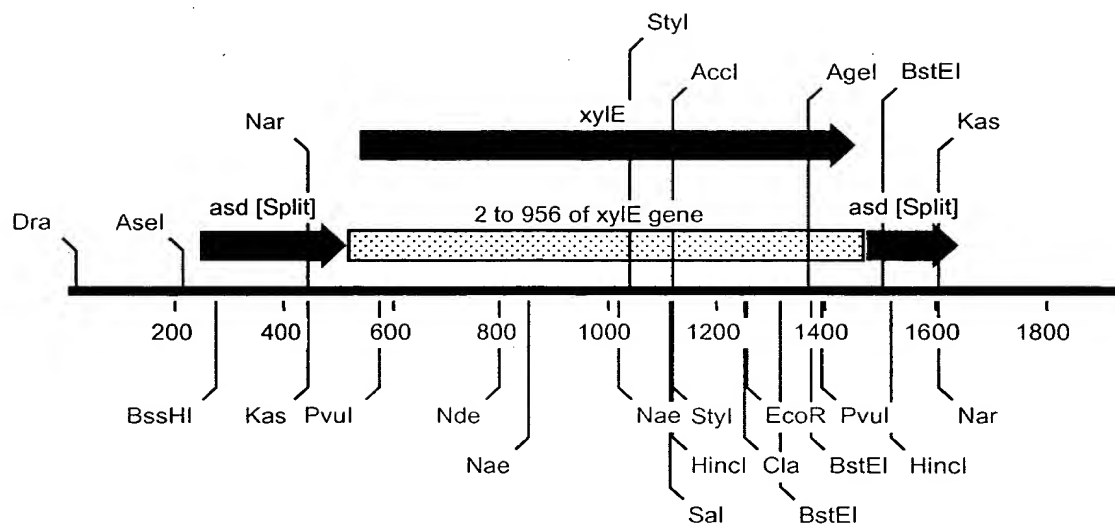 StyI
AccI
AgeI
BstEI
xylE
Nar
Kas
asd [Split]
2 to 956 of xylE gene
asd [Split]
Dra
AseI
200
400
600
800
1000
1200
1400
1600
1800
BssHI
Kas
PvuI
Nde
Nae
StyI
EcoR
PvuI
Nar
Nae
HincI
Cla
BstEI
HincI
Sal
BstEI